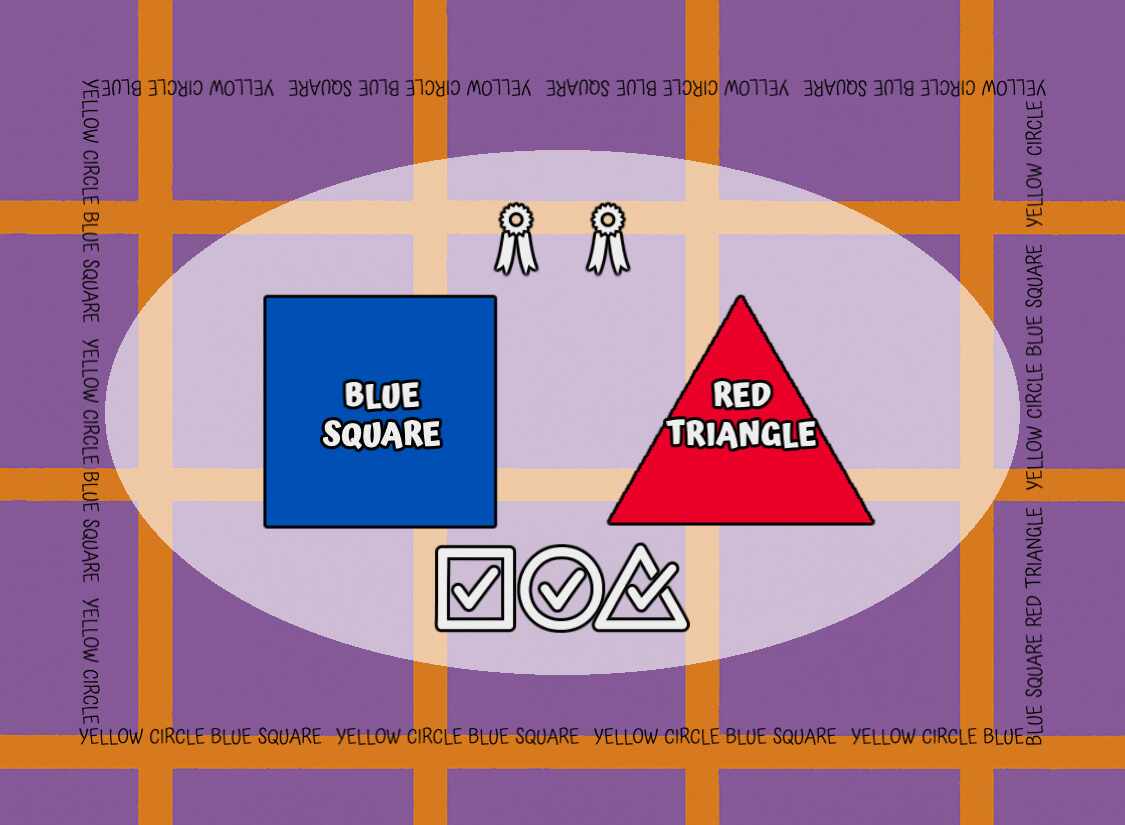 YELLOW CIRCLE BLUE SQUARE YELLOW CIRCLE BLUE SQUARE YELLOW CIRCLE BLUE SQUARE YELLOW CIRCLE BLUE
YELLOW CIRCLE BLUE SQUARE YELLOW CIRCLE BLUE SQUARE YELLOW CIRCLE
BLUE
SQUARE
RED
TRIANGLE
BLUE SQUARE RED TRIANGLE YELLOW CIRCLE BLUE SQUARE YELLOW CIRCLE
YELLOW CIRCLE BLUE SQUARE YELLOW CIRCLE BLUE SQUARE YELLOW CIRCLE BLUE SQUARE YELLOW CIRCLE BLUE